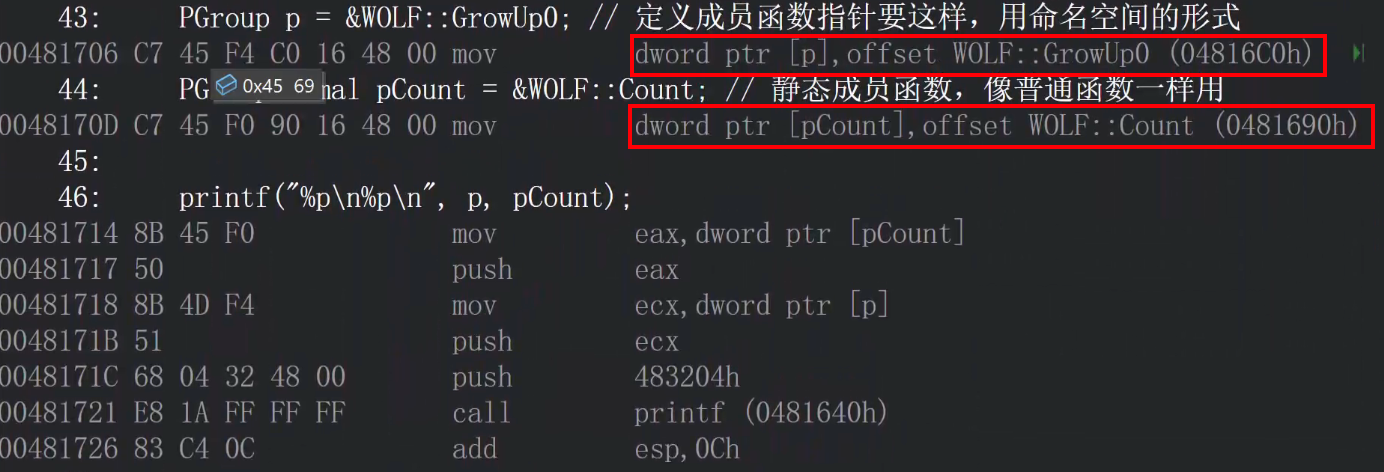 43: PGroup p = &WOLF::GrowUp0; // 定义成员函数指针要这样，用命名空间的形式
00481706 C7 45 F4 C0 16 48 00 mov dword ptr [p],offset WOLF::GrowUp0 (04816C0h)
44: PG 0x45 69 mal pCount = &WOLF::Count; // 静态成员函数，像普通函数一样用
0048170D C7 45 F0 90 16 48 00 mov dword ptr [pCount],offset WOLF::Count (0481690h)
45:
46: printf("%p\n%p\n", p, pCount);
00481714 8B 45 F0 mov eax,dword ptr [pCount]
00481717 50 push eax
00481718 8B 4D F4 mov ecx,dword ptr [p]
0048171B 51 push ecx
0048171C 68 04 32 48 00 push 483204h
00481721 E8 1A FF FF FF call printf (0481640h)
00481726 83 C4 0C add esp,0Ch